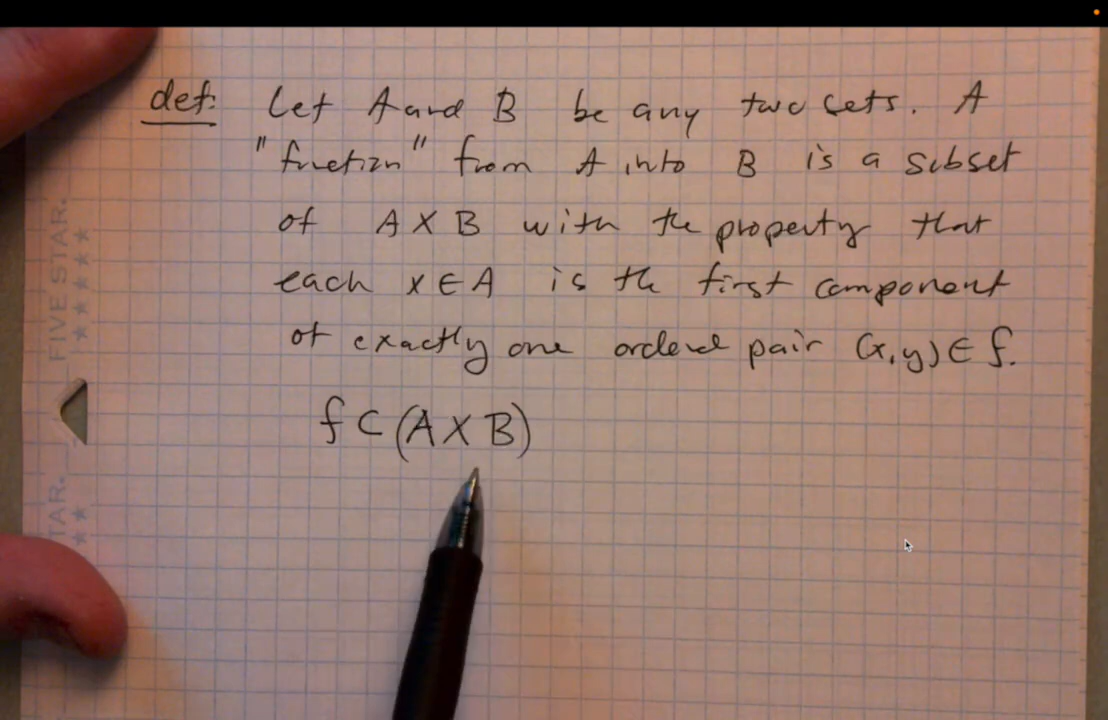 def: Let A and B be any two sets. A
"function" from A into B is a subset
of A X B with the property that
each x ∈ A is the first component
of exactly one ordered pair (x,y) ∈ f.
f ⊂ (A X B)
FIVE STAR.
TAR.